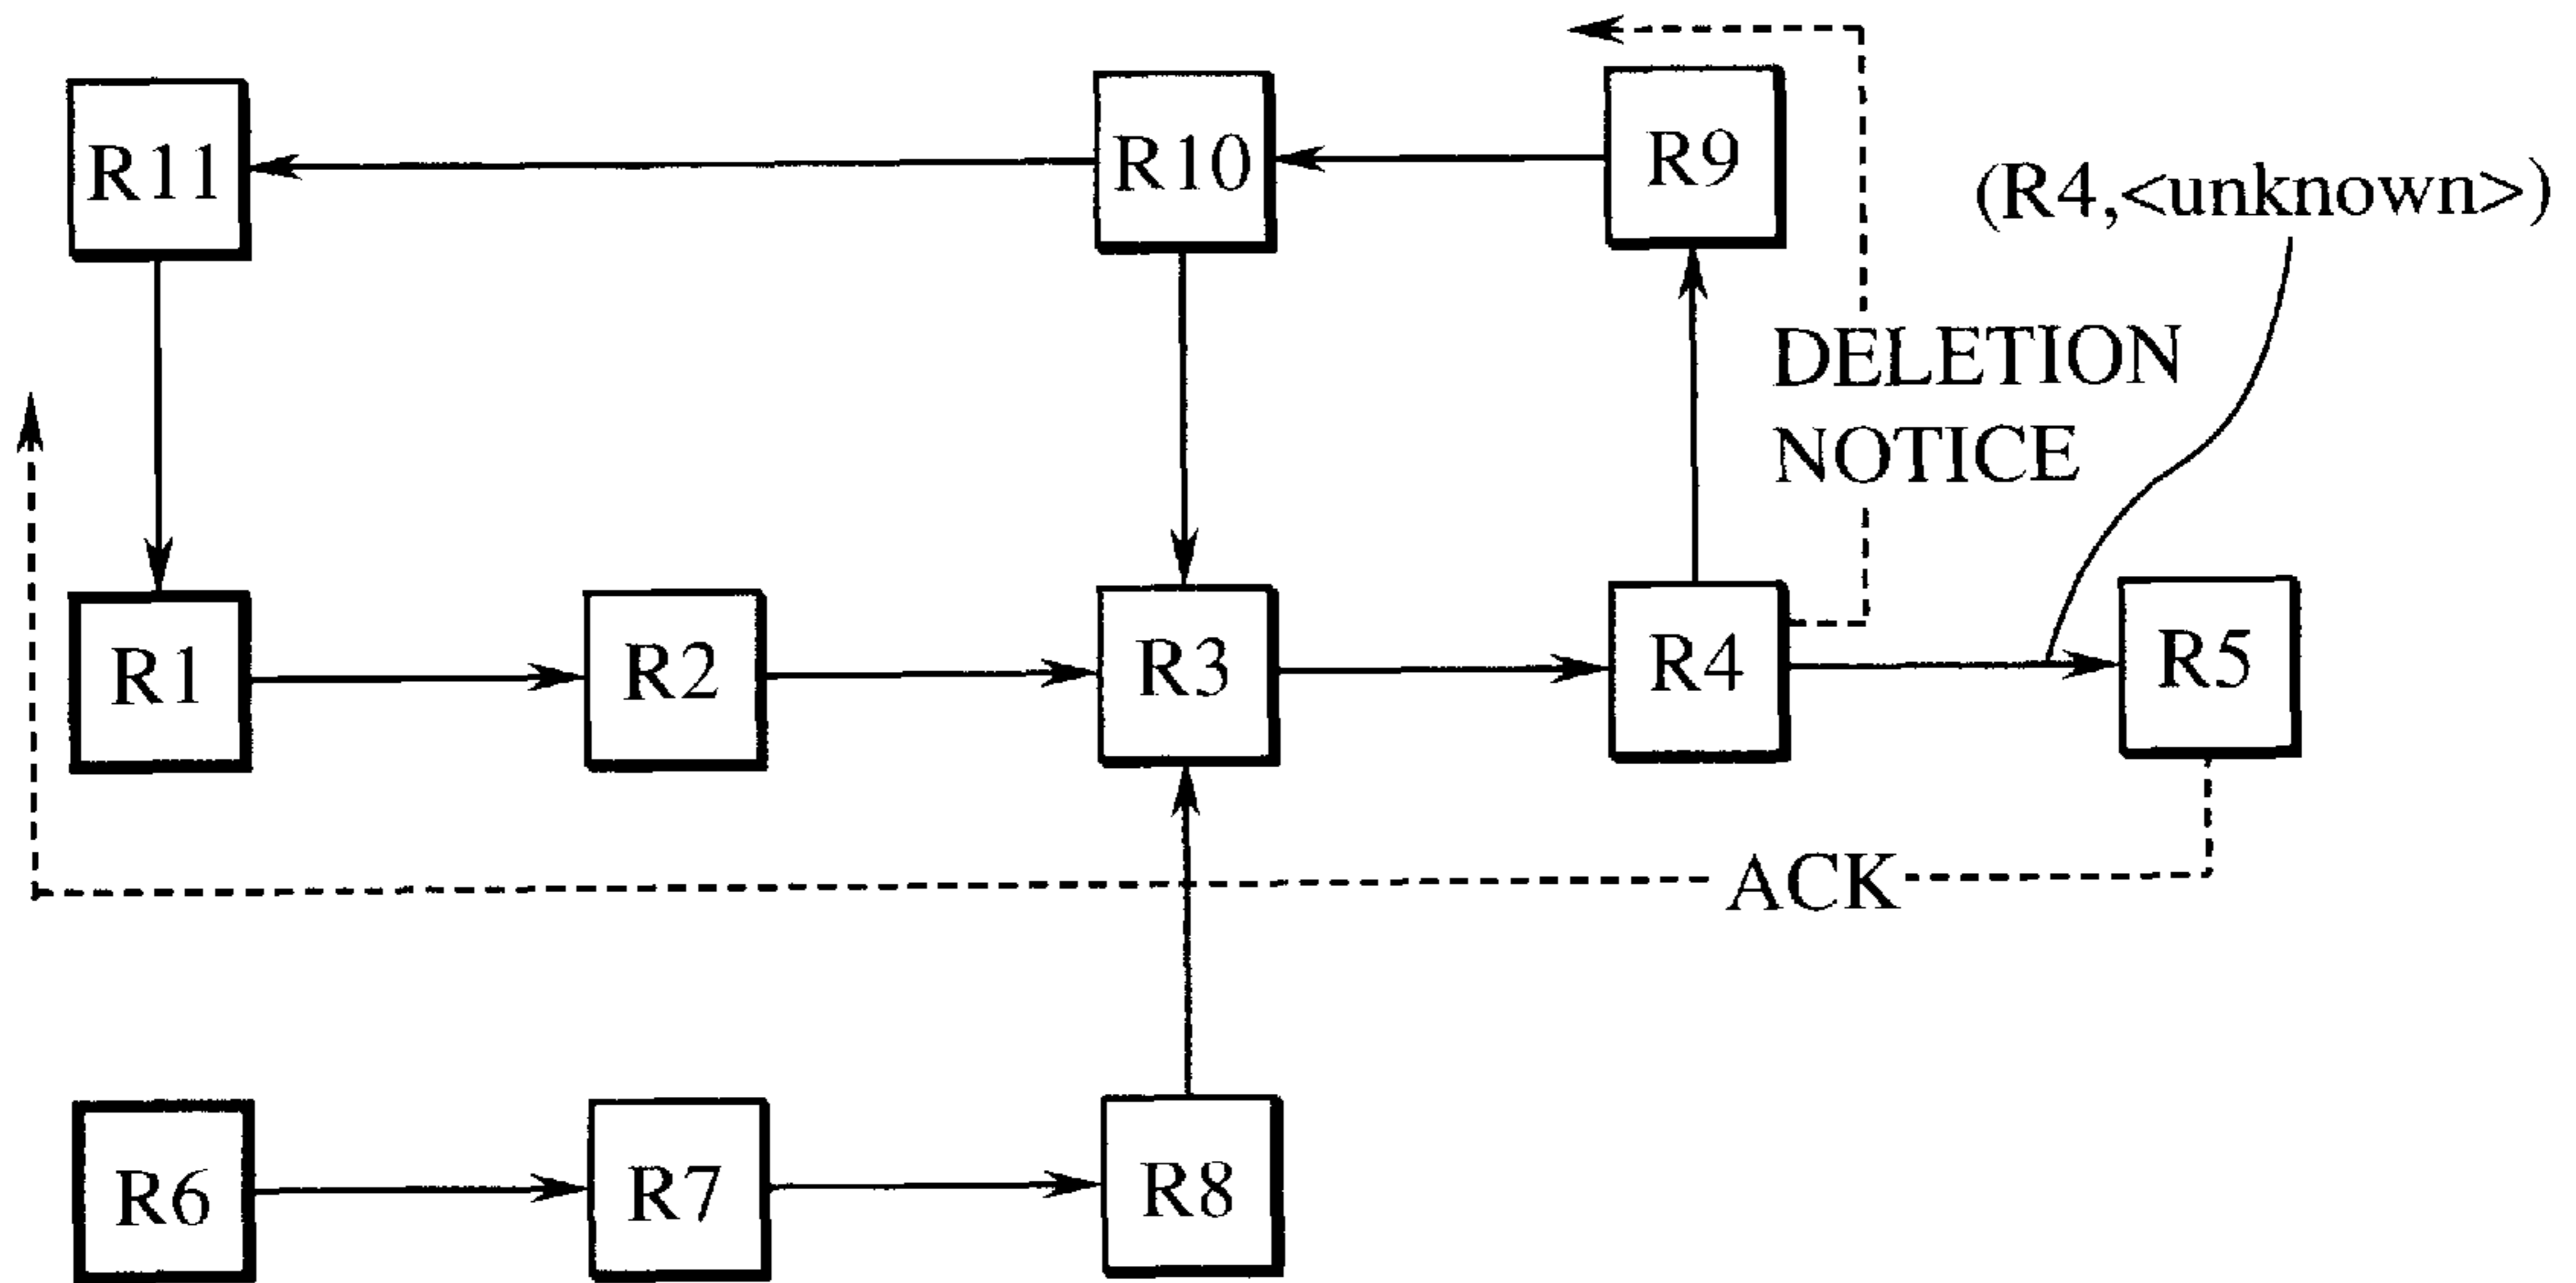 R11
R10
R9
(R4,<unknown>)
DELETION
NOTICE
R1
R2
R3
R4
R5
ACK
R6
R7
R8